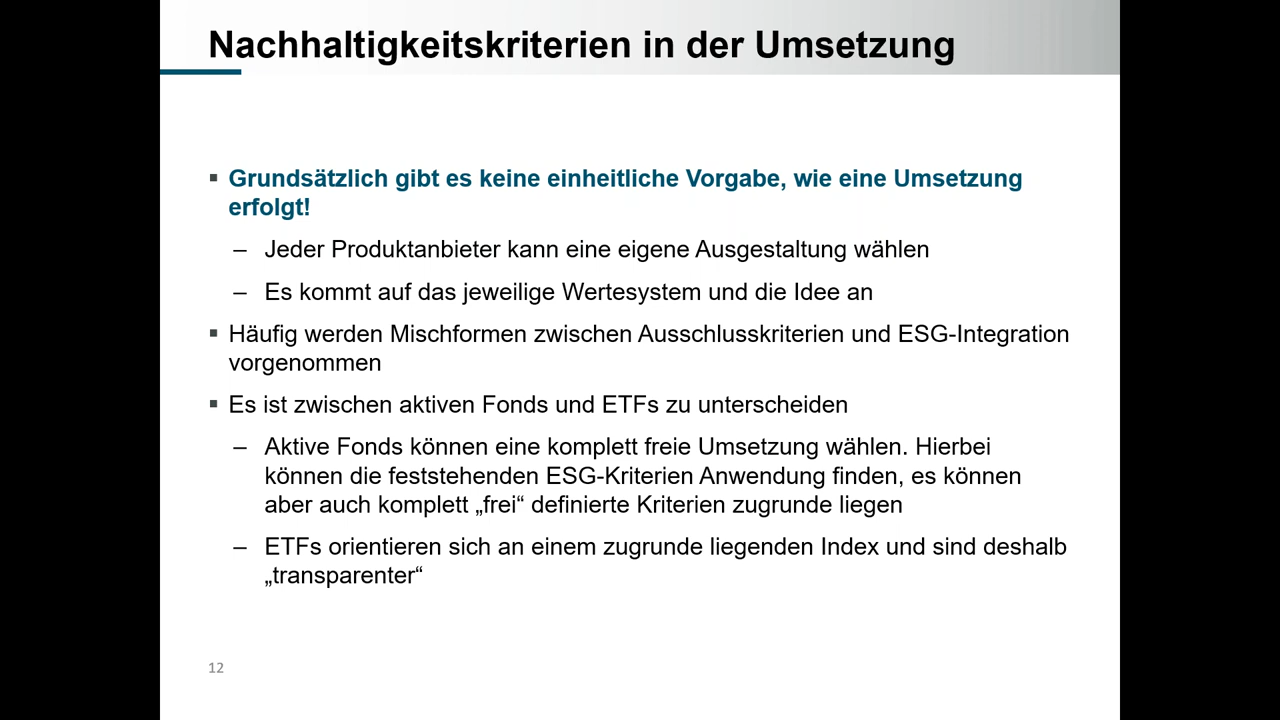 Nachhaltigkeitskriterien in der Umsetzung
▪ Grundsätzlich gibt es keine einheitliche Vorgabe, wie eine Umsetzung
erfolgt!
– Jeder Produktanbieter kann eine eigene Ausgestaltung wählen
– Es kommt auf das jeweilige Wertesystem und die Idee an
▪ Häufig werden Mischformen zwischen Ausschlusskriterien und ESG-Integration
vorgenommen
▪ Es ist zwischen aktiven Fonds und ETFs zu unterscheiden
– Aktive Fonds können eine komplett freie Umsetzung wählen. Hierbei
können die feststehenden ESG-Kriterien Anwendung finden, es können
aber auch komplett „frei“ definierte Kriterien zugrunde liegen
– ETFs orientieren sich an einem zugrunde liegenden Index und sind deshalb
„transparenter“
12